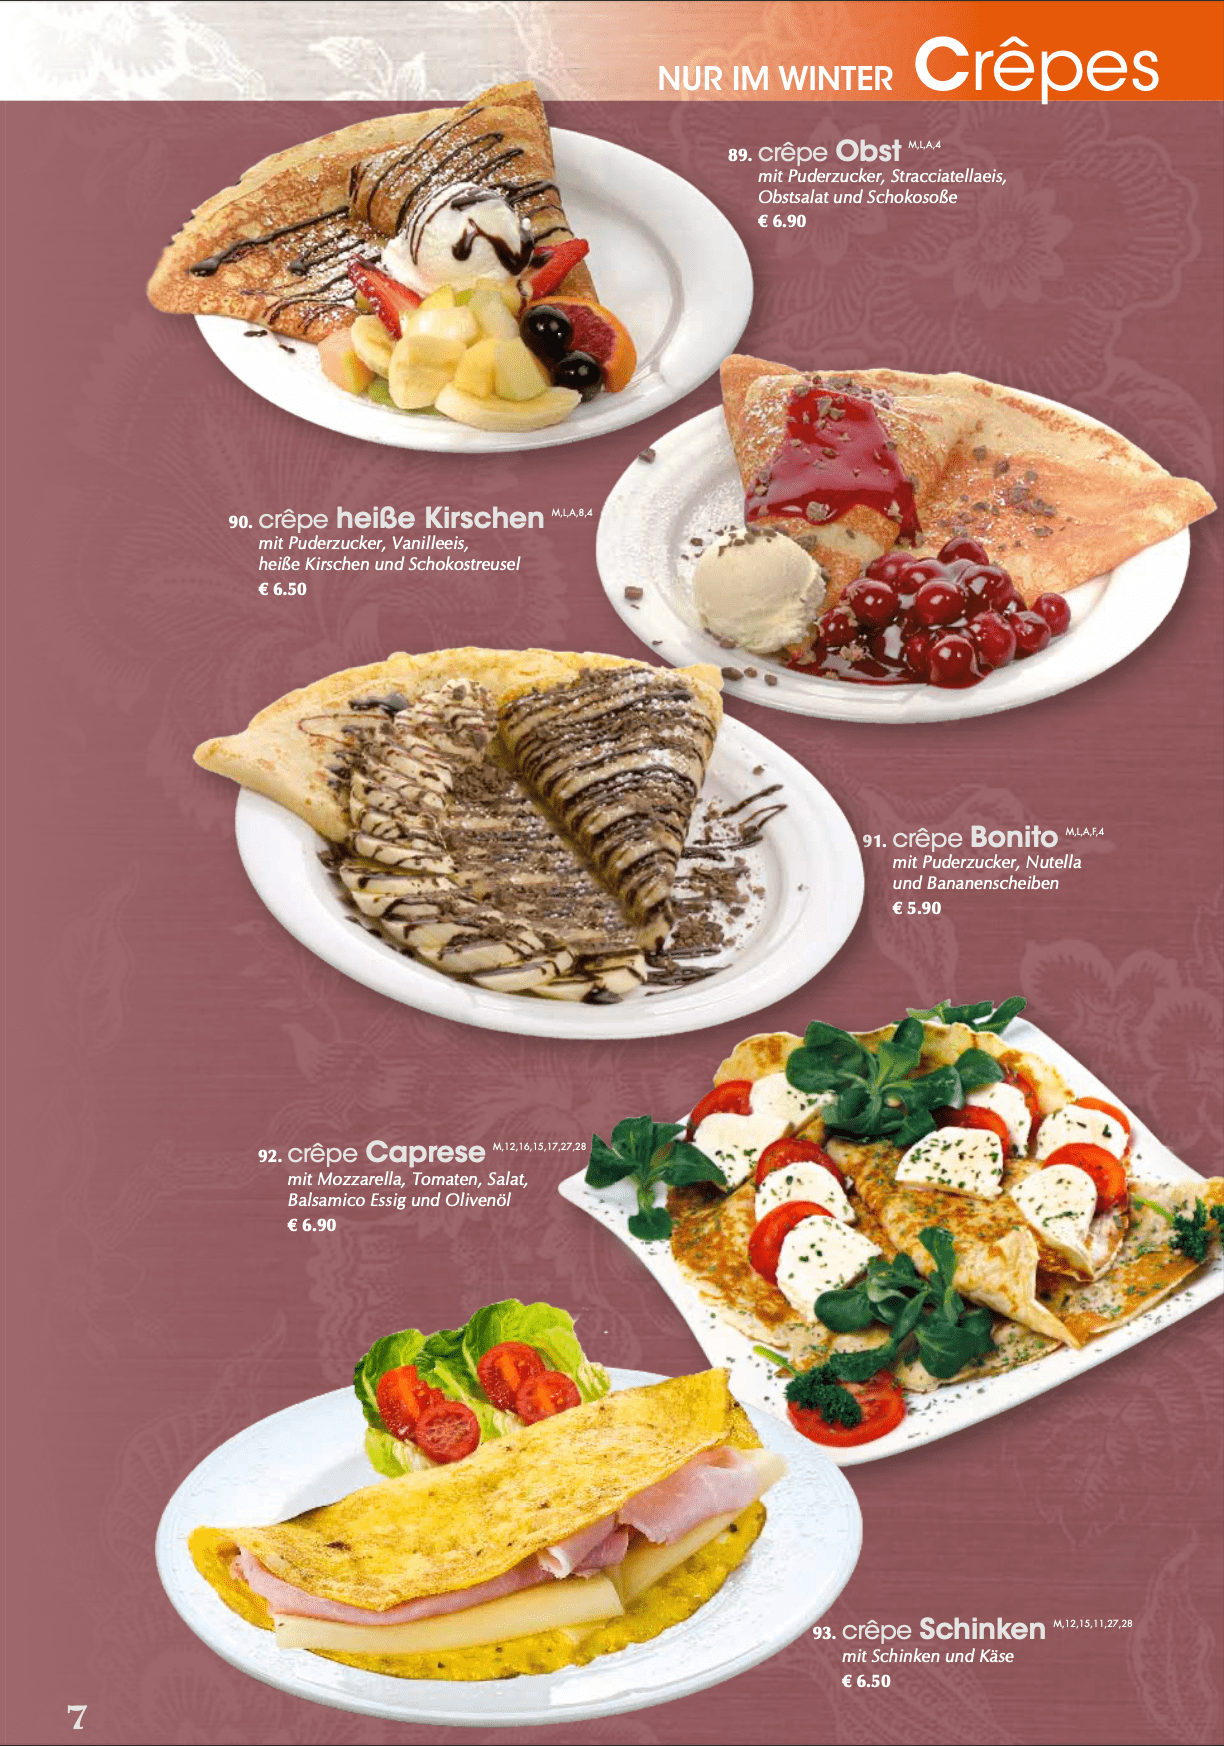 NUR IM WINTER Crêpes
89. crêpe Obst M,L,A,4
mit Puderzucker, Stracciatellaeis,
Obstsalat und Schokosoße
€ 6.90
90. crêpe heiße Kirschen M,L,A,8,4
mit Puderzucker, Vanilleeis,
heiße Kirschen und Schokostreusel
€ 6.50
91. crêpe Bonito M,L,A,F,4
mit Puderzucker, Nutella
und Bananenscheiben
€ 5.90
92. crêpe Caprese M,12,16,15,17,27,28
mit Mozzarella, Tomaten, Salat,
Balsamico Essig und Olivenöl
€ 6.90
93. crêpe Schinken M,12,15,11,27,28
mit Schinken und Käse
€ 6.50
7